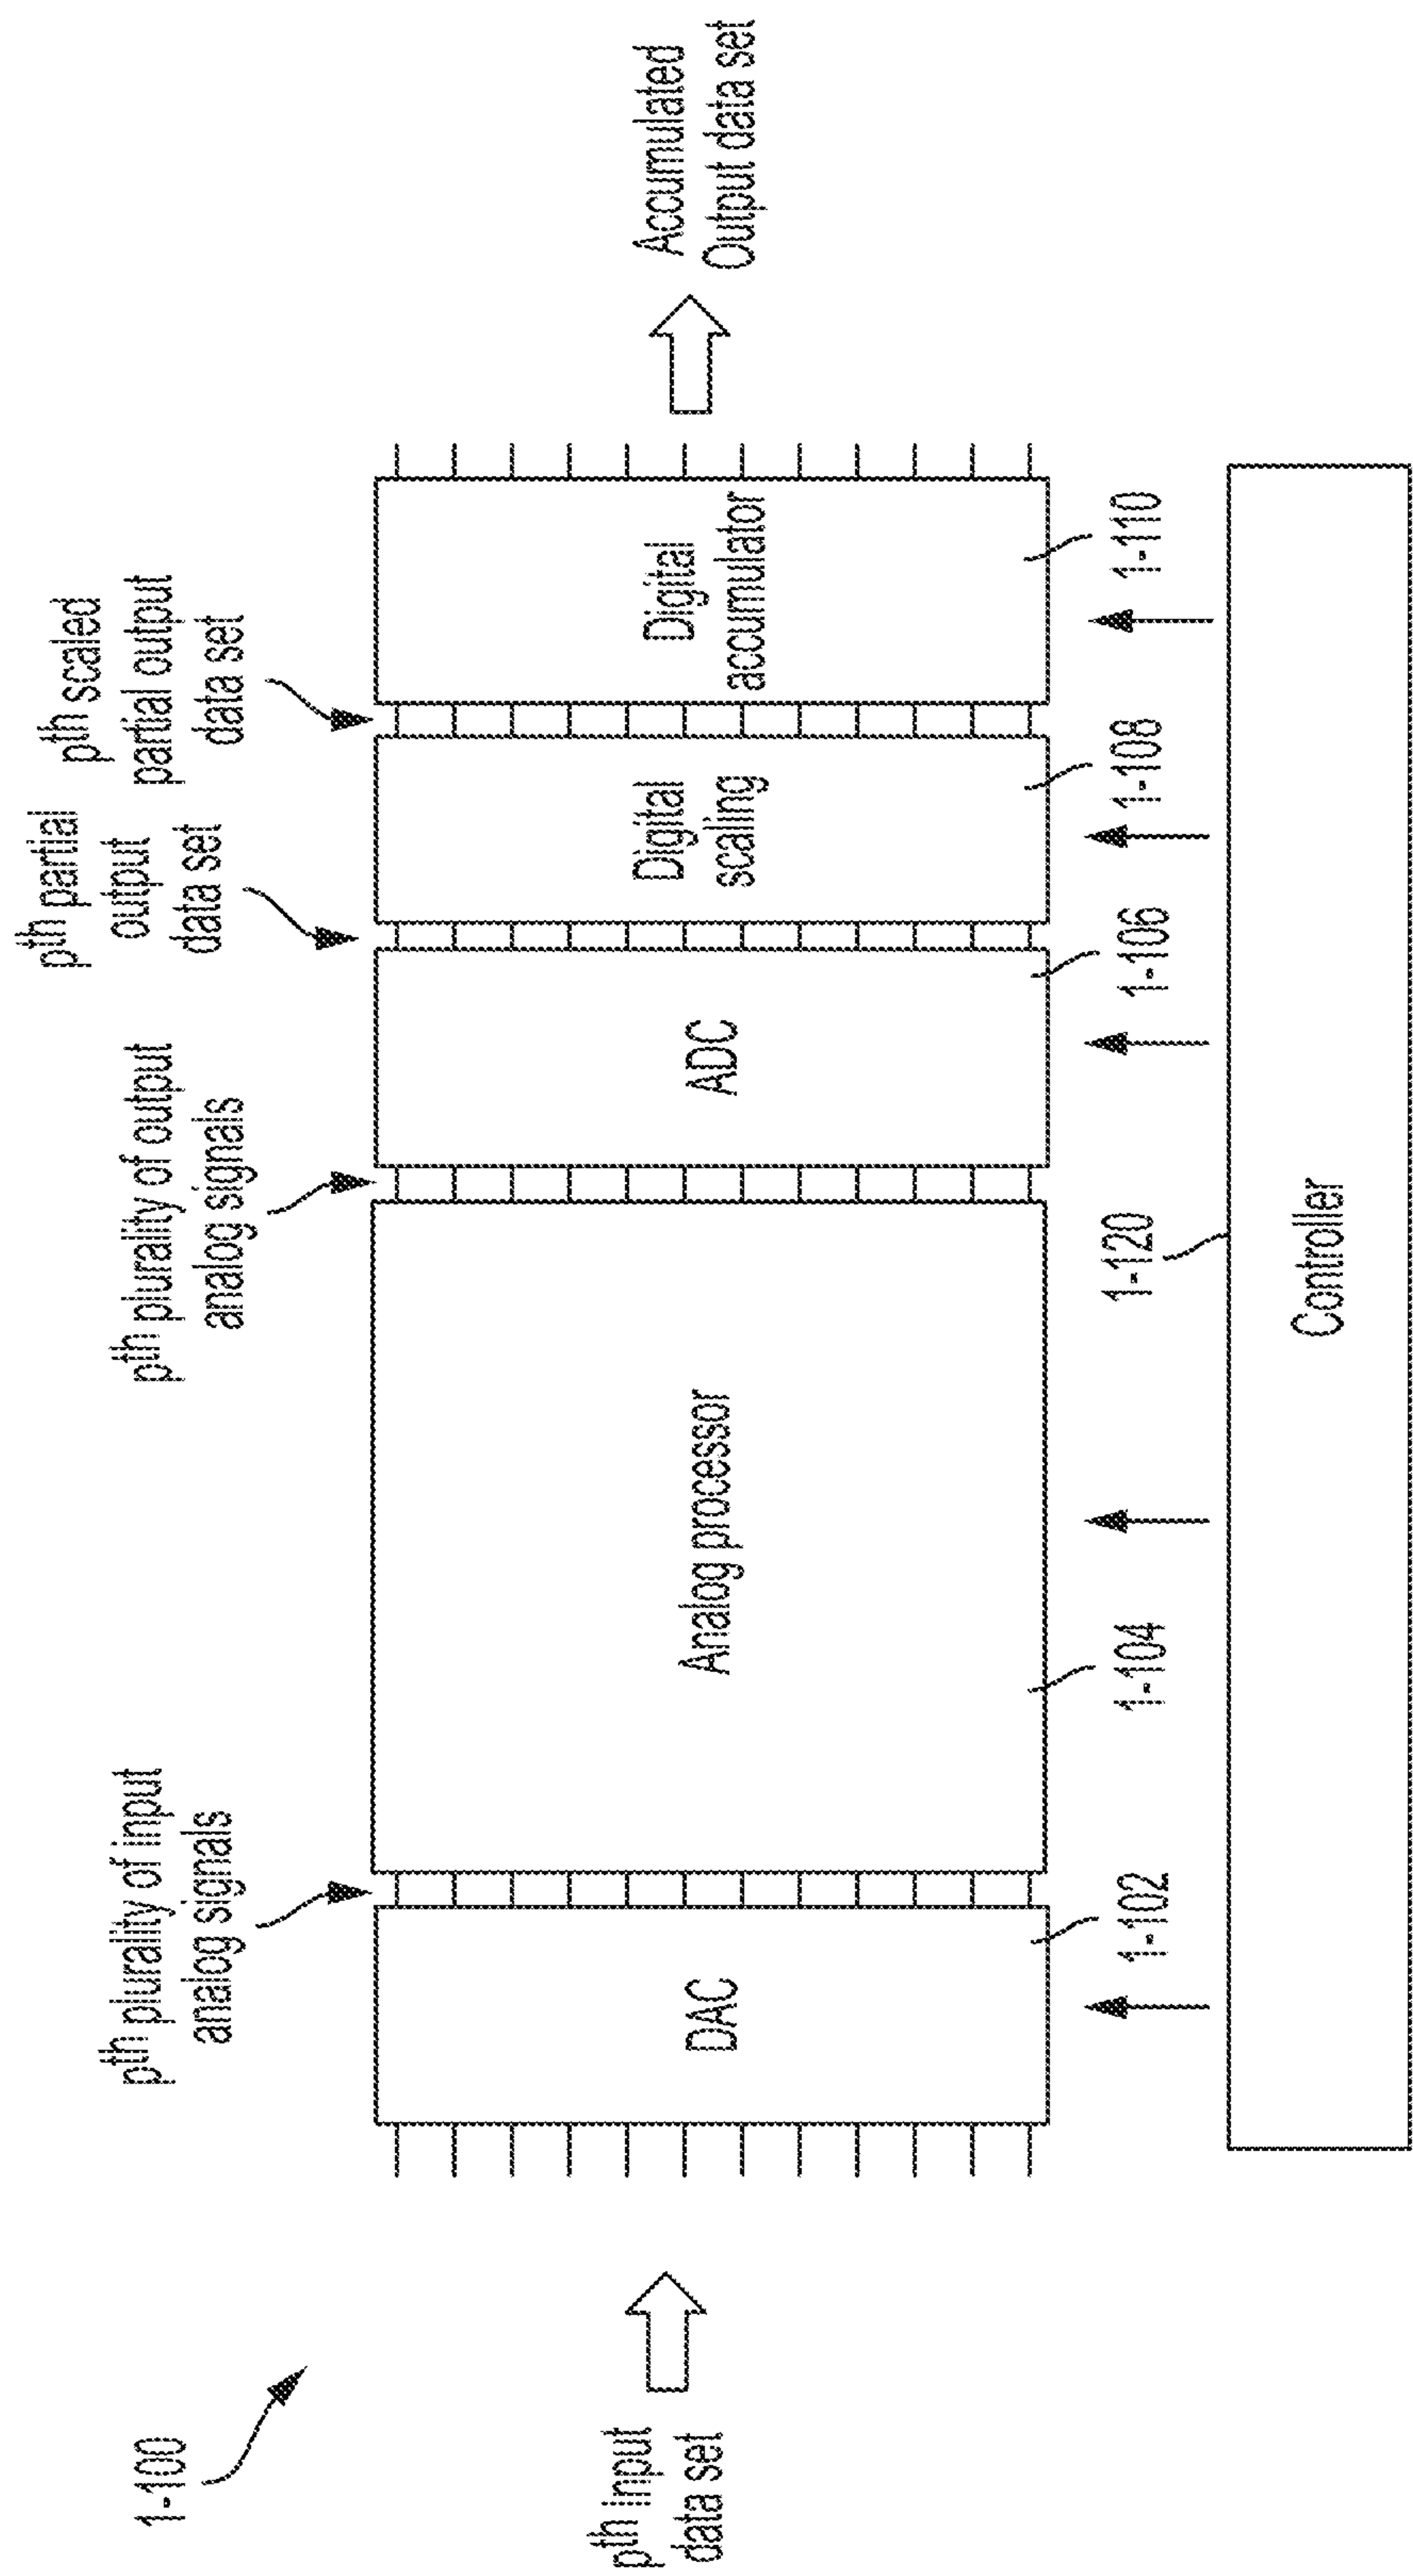 1-100
pth input
data set
pth plurality of input
analog signals
pth plurality of output
analog signals
pth partial
output
data set
pth scaled
partial output
data set
DAC
Analog processor
ADC
Digital
scaling
Digital
accumulator
Accumulated
Output data set
1-102
1-104
1-106
1-108
1-110
1-120
Controller